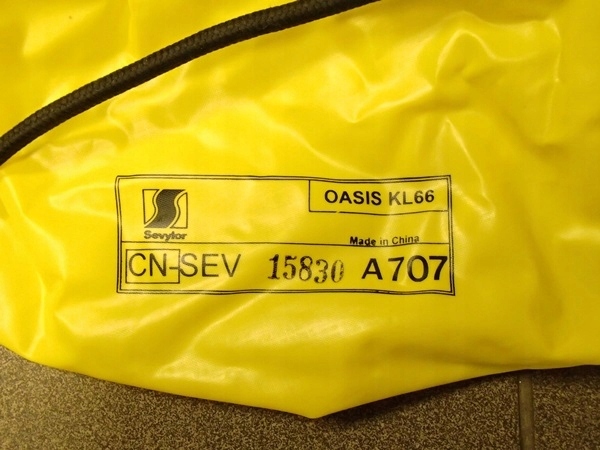 OASIS KL66
Sevylor
Made in China
CN-SEV 15830 A707